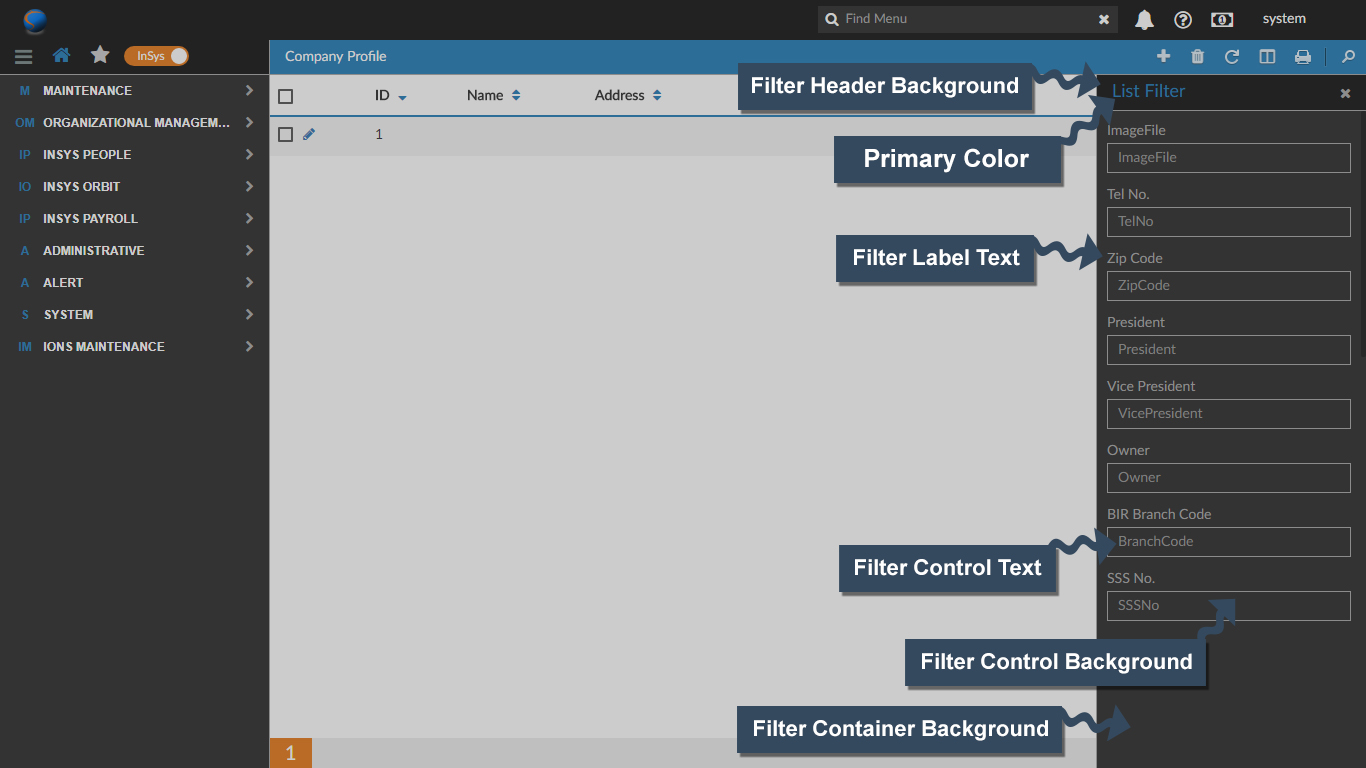 Find Menu
system
InSys
Company Profile
M MAINTENANCE
OM ORGANIZATIONAL MANAGEM...
IP INSYS PEOPLE
IO INSYS ORBIT
IP INSYS PAYROLL
A ADMINISTRATIVE
A ALERT
S SYSTEM
IM IONS MAINTENANCE
ID Name Address
1
1
Filter Header Background
Primary Color
Filter Label Text
Filter Control Text
Filter Control Background
Filter Container Background
List Filter
ImageFile
ImageFile
Tel No.
TelNo
Zip Code
ZipCode
President
President
Vice President
VicePresident
Owner
Owner
BIR Branch Code
BranchCode
SSS No.
SSSNo